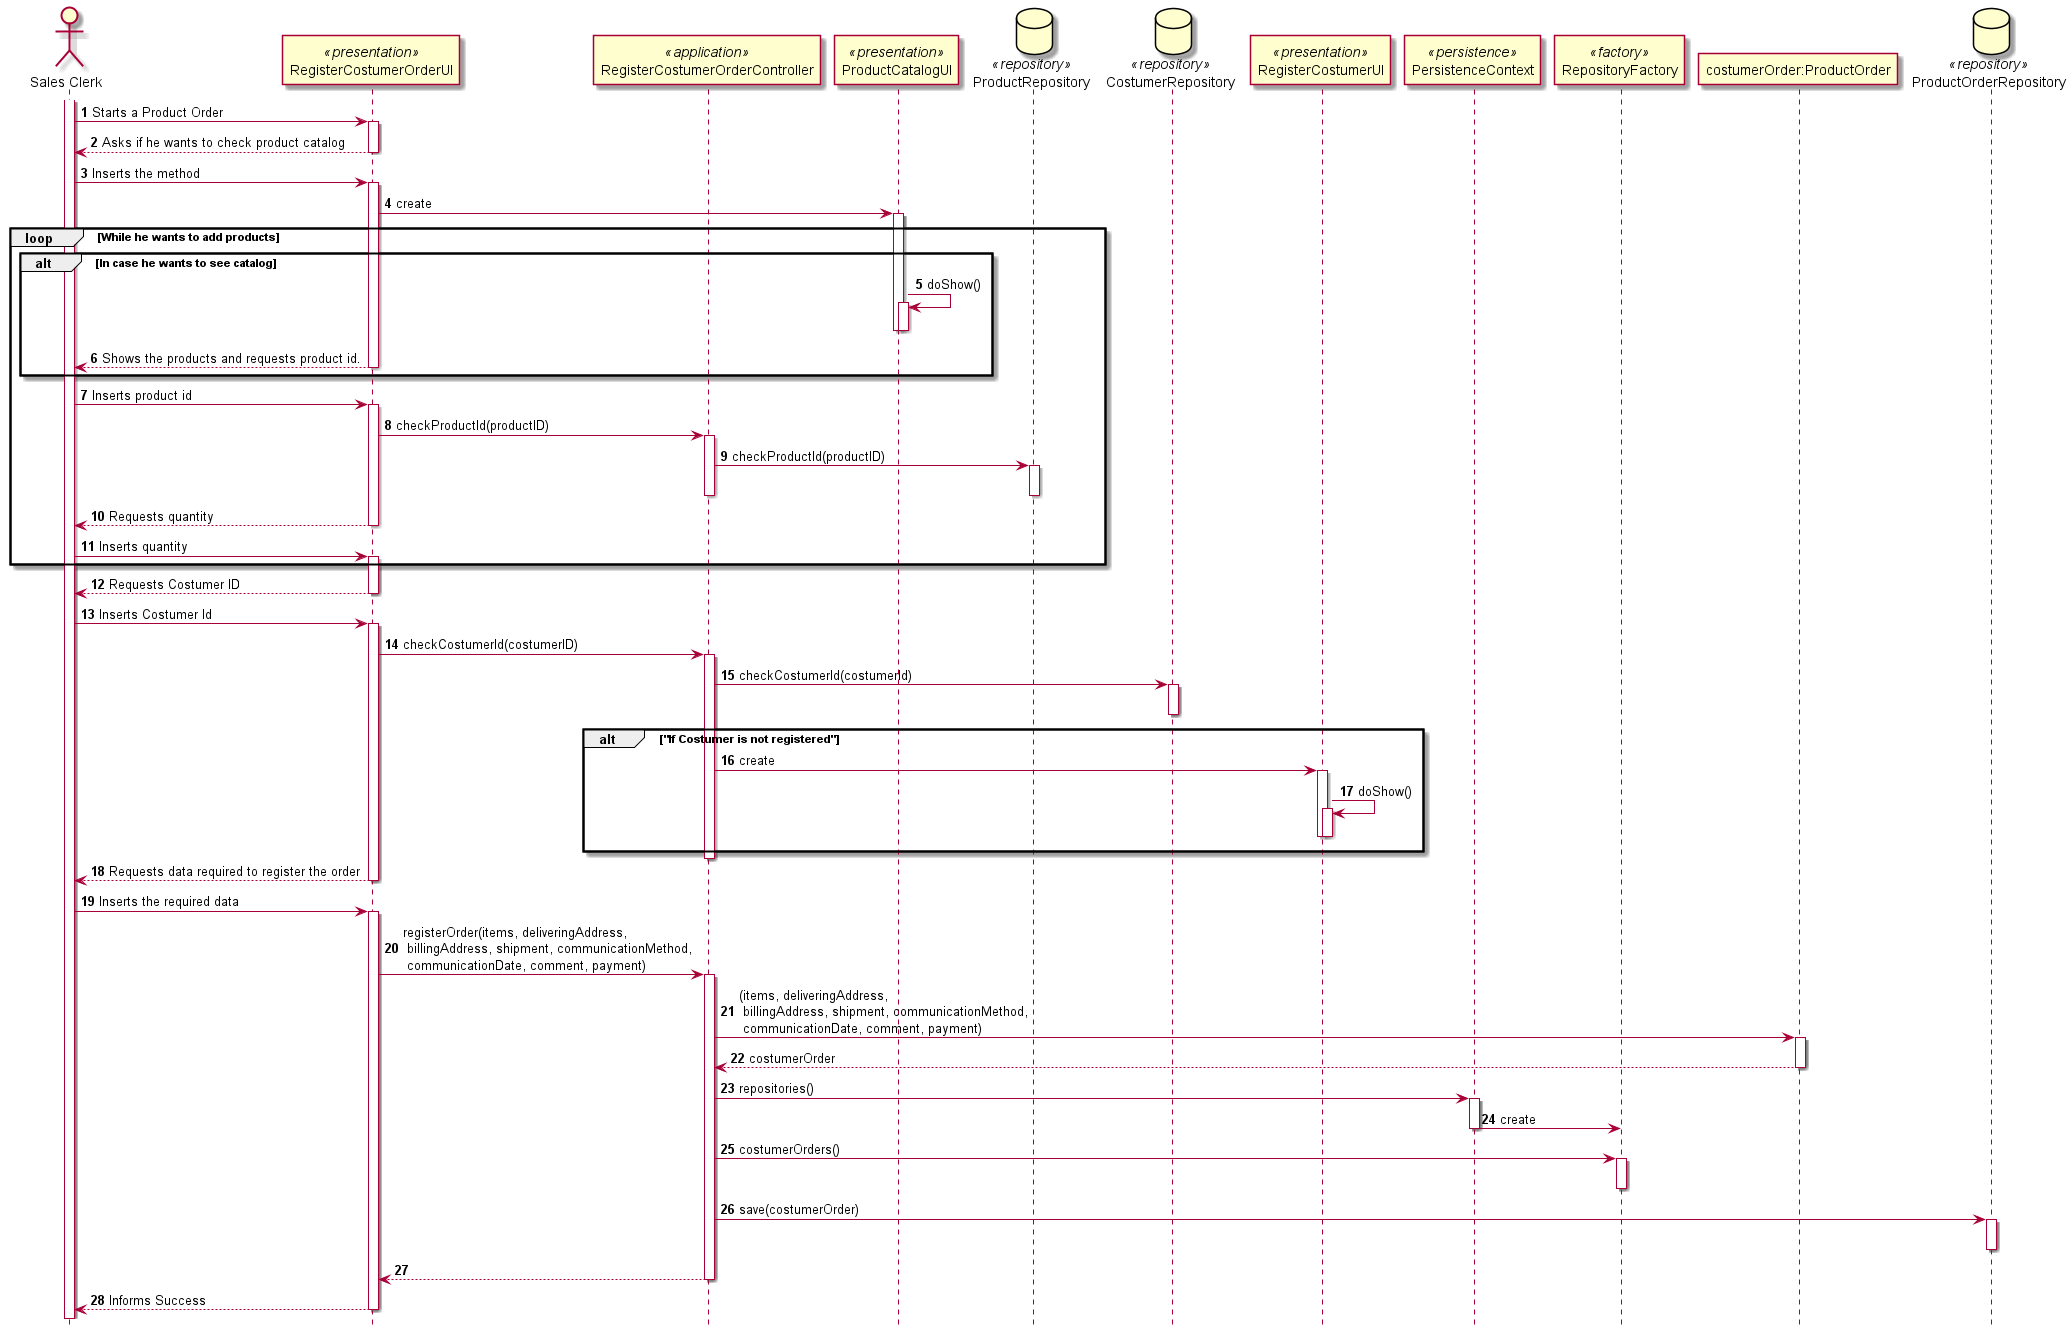 Sales Clerk
«presentation»
RegisterCostumerOrderUI
«application»
RegisterCostumerOrderController
«presentation»
ProductCatalogUI
«repository»
ProductRepository
«repository»
CostumerRepository
«presentation»
RegisterCostumerUI
«persistence»
PersistenceContext
«factory»
RepositoryFactory
costumerOrder:ProductOrder
«repository»
ProductOrderRepository
1 Starts a Product Order
2 Asks if he wants to check product catalog
3 Inserts the method
4 create
loop [While he wants to add products]
alt [In case he wants to see catalog]
5 doShow()
6 Shows the products and requests product id.
7 Inserts product id
8 checkProductId(productID)
9 checkProductId(productID)
10 Requests quantity
11 Inserts quantity
12 Requests Costumer ID
13 Inserts Costumer Id
14 checkCostumerId(costumerID)
15 checkCostumerId(costumerId)
alt ["If Costumer is not registered"]
16 create
17 doShow()
18 Requests data required to register the order
19 Inserts the required data
registerOrder(items, deliveringAddress,
20 billingAddress, shipment, communicationMethod,
communicationDate, comment, payment)
(items, deliveringAddress,
21 billingAddress, shipment, communicationMethod,
communicationDate, comment, payment)
22 costumerOrder
23 repositories()
24 create
25 costumerOrders()
26 save(costumerOrder)
27
28 Informs Success